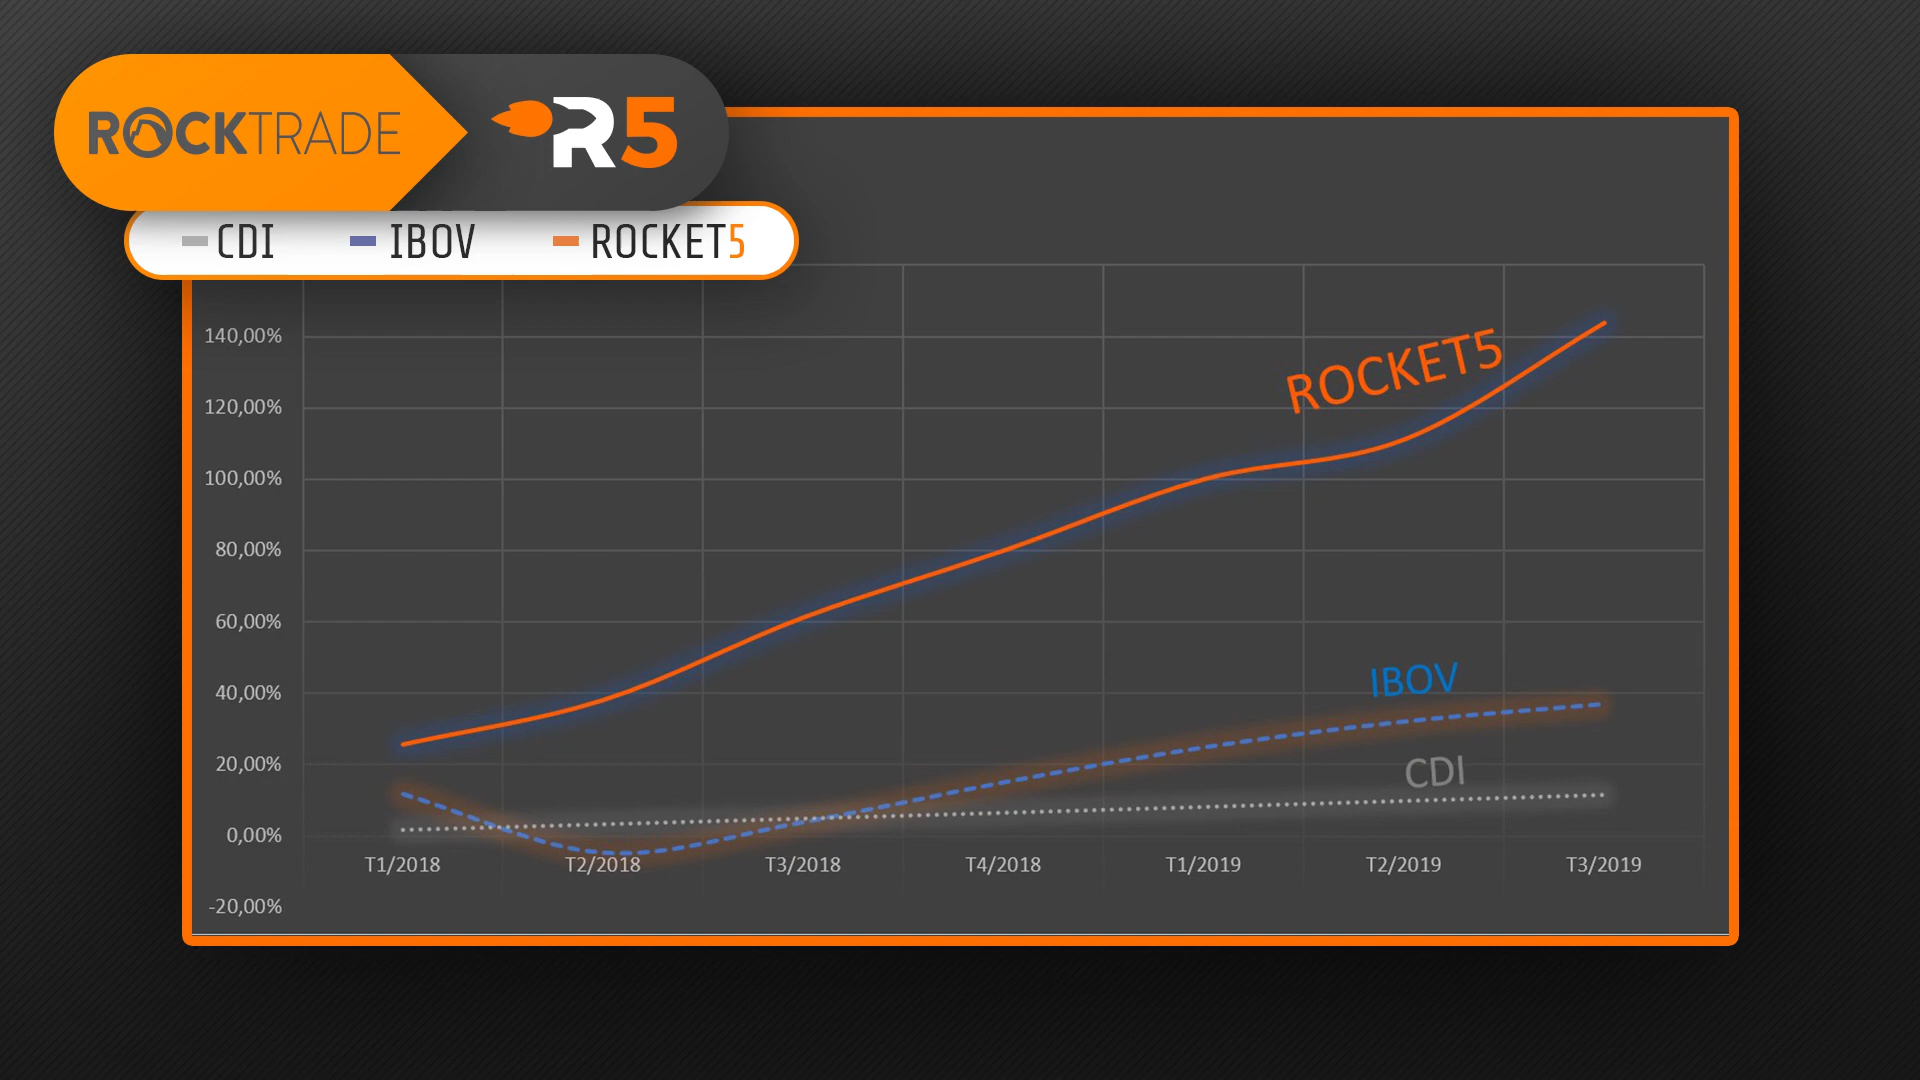 ROCKTRADE
R5
CDI IBOV ROCKET5
140,00%
120,00%
100,00%
80,00%
60,00%
40,00%
20,00%
0,00%
-20,00%
ROCKET5
IBOV
CDI
T1/2018 T2/2018 T3/2018 T4/2018 T1/2019 T2/2019 T3/2019